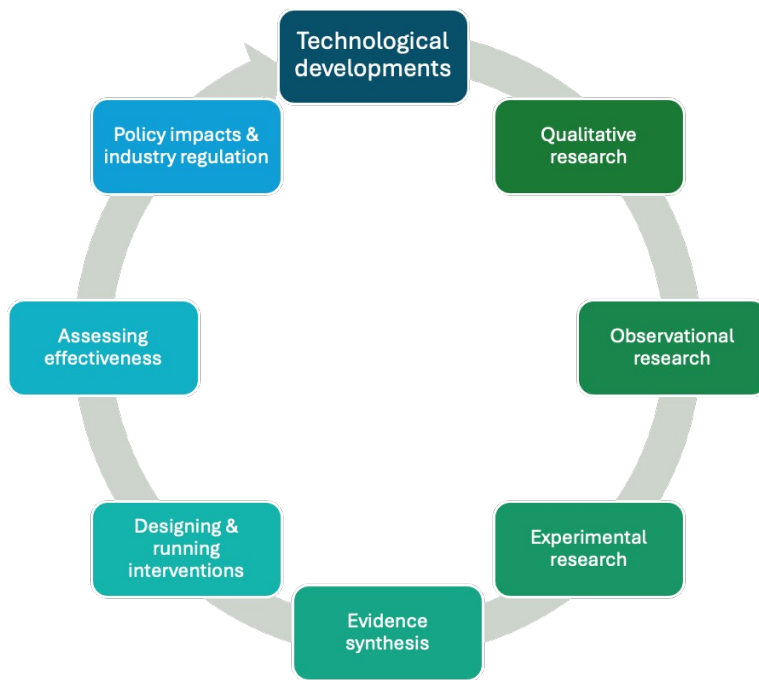 Technological
developments
Qualitative
research
Observational
research
Experimental
research
Evidence
synthesis
Designing &
running
interventions
Assessing
effectiveness
Policy impacts &
industry regulation